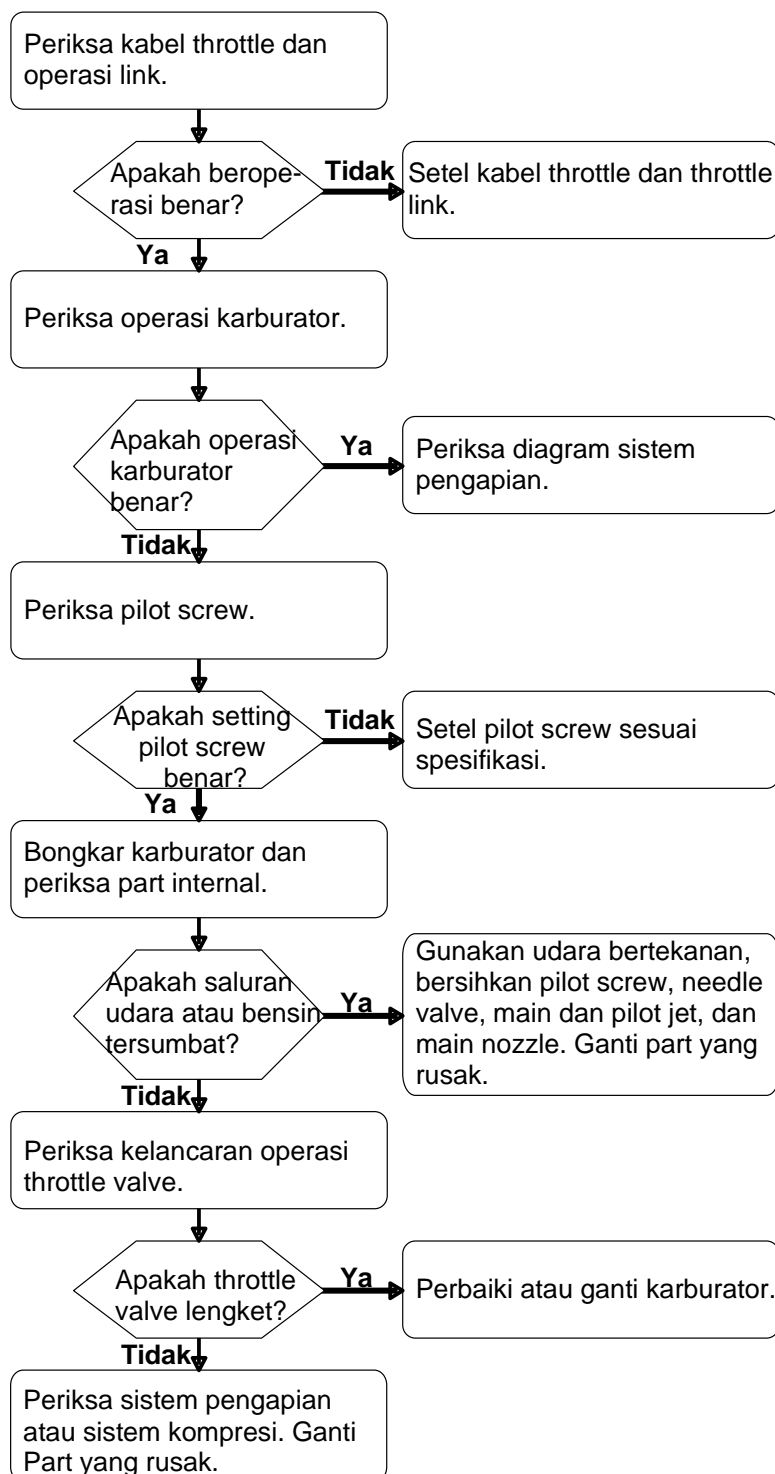 Periksa kabel throttle dan
operasi link.
Apakah berope-
rasi benar?
Tidak
Setel kabel throttle dan throttle
link.
Ya
Periksa operasi karburator.
Apakah operasi
karburator
benar?
Ya
Periksa diagram sistem
pengapian.
Tidak
Periksa pilot screw.
Apakah setting
pilot screw
benar?
Tidak
Setel pilot screw sesuai
spesifikasi.
Ya
Bongkar karburator dan
periksa part internal.
Apakah saluran
udara atau bensin
tersumbat?
Ya
Gunakan udara bertekanan,
bersihkan pilot screw, needle
valve, main dan pilot jet, dan
main nozzle. Ganti part yang
rusak.
Tidak
Periksa kelancaran operasi
throttle valve.
Apakah throttle
valve lengket?
Ya
Perbaiki atau ganti karburator.
Tidak
Periksa sistem pengapian
atau sistem kompresi. Ganti
Part yang rusak.